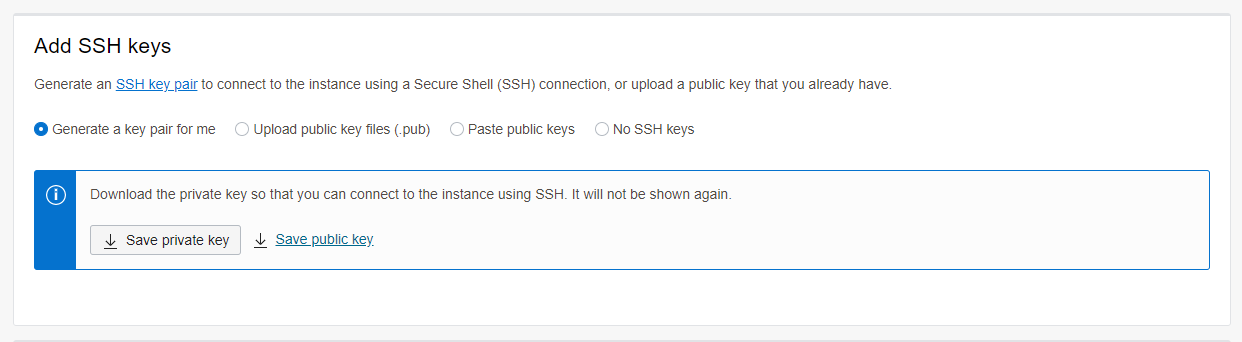 Add SSH keys
Generate an SSH key pair to connect to the instance using a Secure Shell (SSH) connection, or upload a public key that you already have.
Generate a key pair for me Upload public key files (.pub) Paste public keys No SSH keys
Download the private key so that you can connect to the instance using SSH. It will not be shown again.
Save private key Save public key